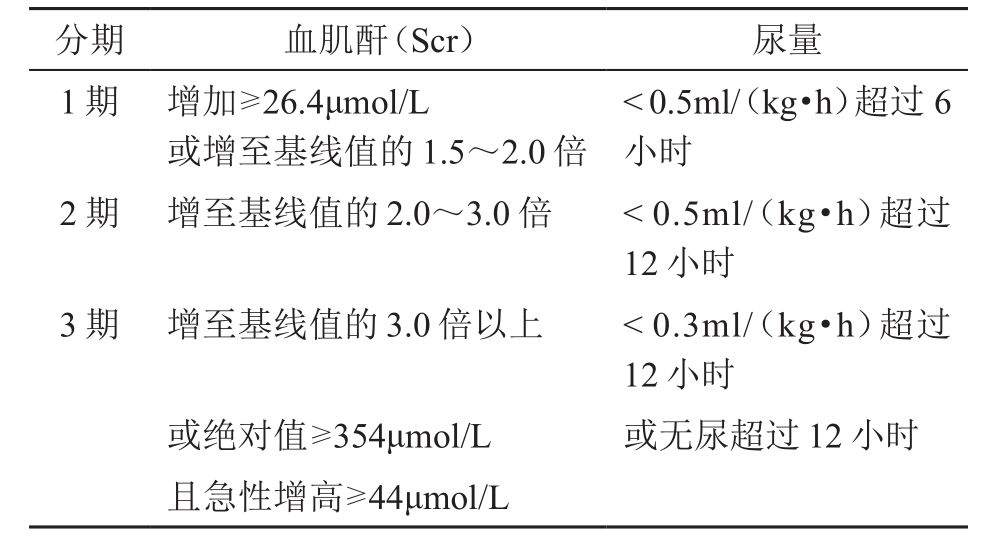 分期 血肌酐（Scr） 尿量
1 期 增加≥26.4μmol/L <0.5ml/（kg•h）超过 6
或增至基线值的 1.5～2.0 倍 小时
2 期 增至基线值的 2.0～3.0 倍 <0.5ml/（kg•h）超过
12 小时
3 期 增至基线值的 3.0 倍以上 <0.3ml/（kg•h）超过
12 小时
或绝对值≥354μmol/L 或无尿超过 12 小时
且急性增高≥44μmol/L